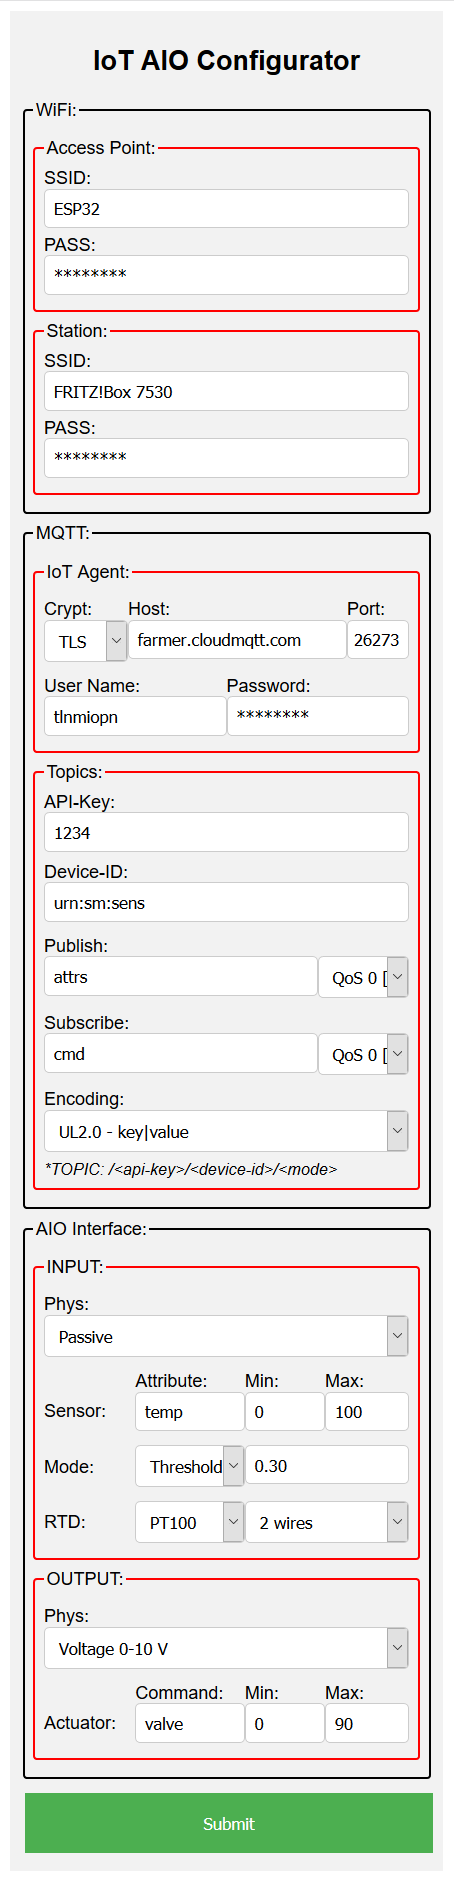 IoT AIO Configurator
WiFi:
Access Point:
SSID:
ESP32
PASS:
********
Station:
SSID:
FRITZ!Box 7530
PASS:
********
MQTT:
IoT Agent:
Crypt: Host: Port:
TLS farmer.cloudmqtt.com 26273
User Name: Password:
tlnmiopn ********
Topics:
API-Key:
1234
Device-ID:
urn:sm:sens
Publish:
attrs QoS 0 [
Subscribe:
cmd QoS 0 [
Encoding:
UL2.0 - key|value
*TOPIC: /<api-key>/<device-id>/<mode>
AIO Interface:
INPUT:
Phys:
Passive
Attribute: Min: Max:
Sensor: temp 0 100
Mode: Threshold 0.30
RTD: PT100 2 wires
OUTPUT:
Phys:
Voltage 0-10 V
Command: Min: Max:
Actuator: valve 0 90
Submit